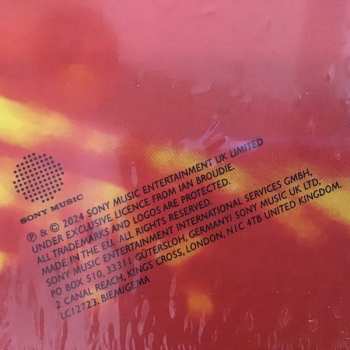 SONY MUSIC
℗ & © 2024 SONY MUSIC ENTERTAINMENT UK LIMITED
UNDER EXCLUSIVE LICENCE FROM IAN BROUDIE.
ALL TRADEMARKS AND LOGOS ARE PROTECTED.
MADE IN THE EU. ALL RIGHTS RESERVED.
SONY MUSIC ENTERTAINMENT INTERNATIONAL SERVICES GMBH,
PO BOX 510, 33311 GÜTERSLOH, GERMANY/ SONY MUSIC UK LTD,
2 CANAL REACH, KINGS CROSS, LONDON, N1C 4TB UNITED KINGDOM.
LC12723, BIEM/GEMA